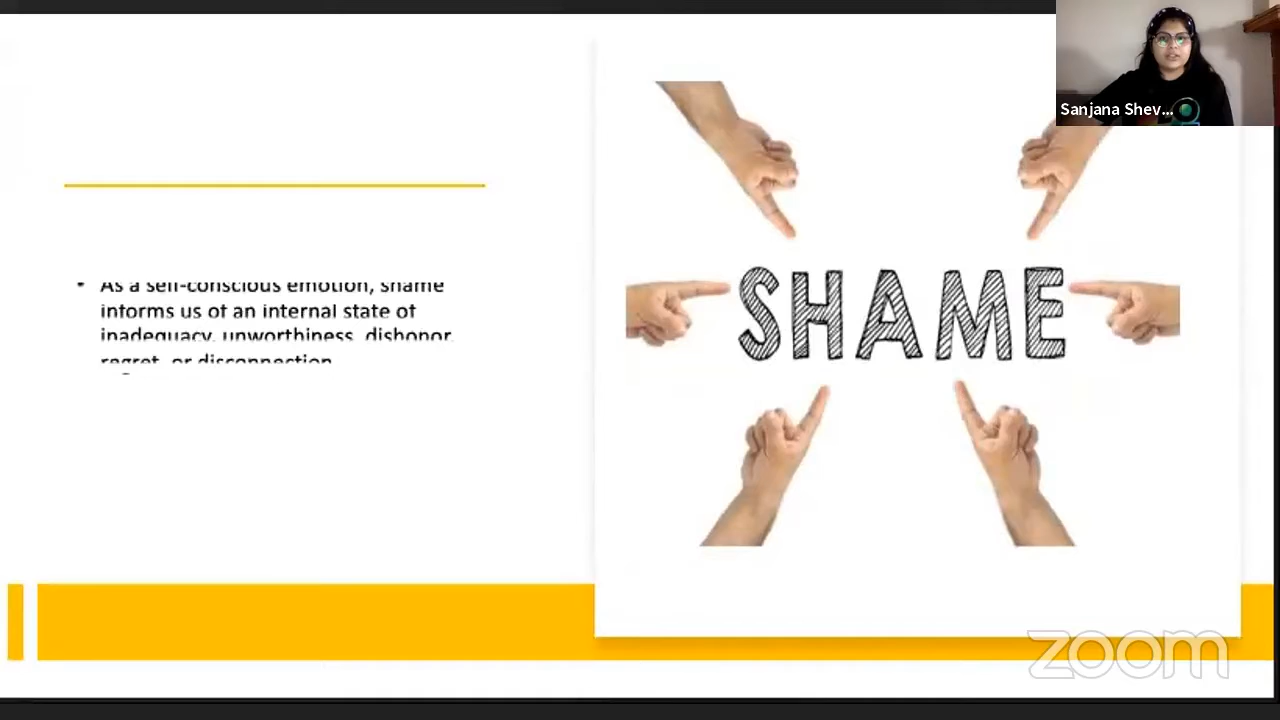 Sanjana Shev...
• As a self-conscious emotion, shame
informs us of an internal state of
inadequacy, unworthiness, dishonor,
regret, or disconnection
SHAME
zoom